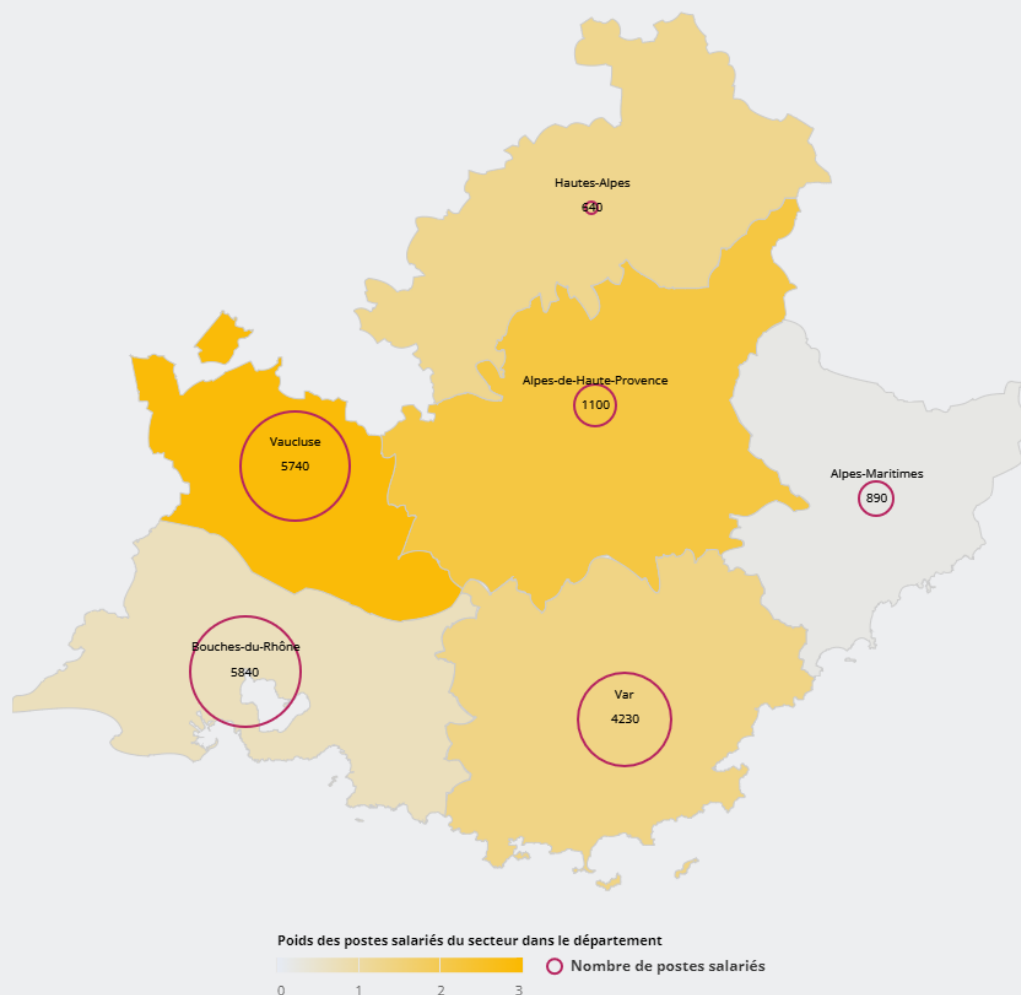 Hautes-Alpes
640
Alpes-de-Haute-Provence
1100
Vaucluse
5740
Alpes-Maritimes
890
Bouches-du-Rhône
5840
Var
4230
Poids des postes salariés du secteur dans le département
Nombre de postes salariés
0 1 2 3